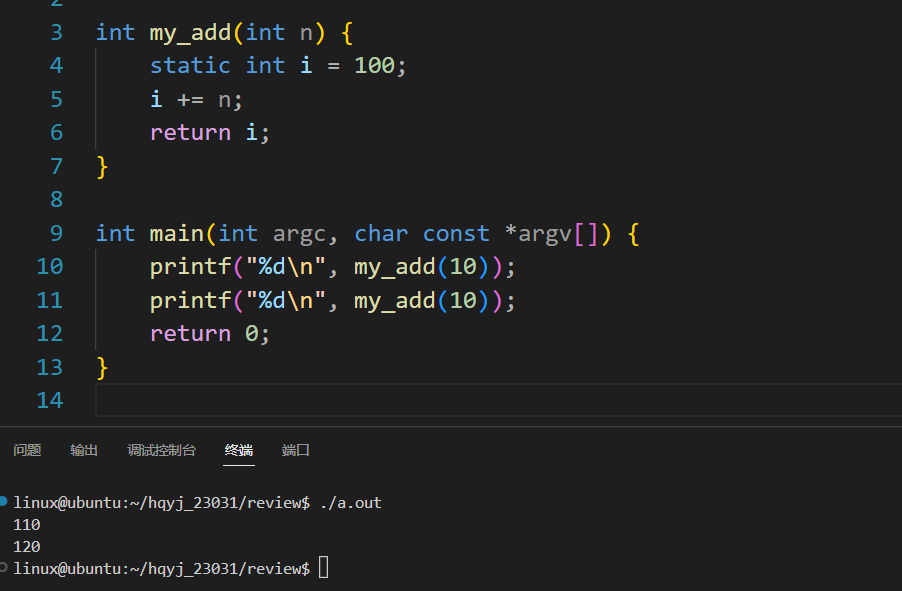 2
3 int my_add(int n) {
4     static int i = 100;
5     i += n;
6     return i;
7 }
8
9 int main(int argc, char const *argv[]) {
10     printf("%d\n", my_add(10));
11     printf("%d\n", my_add(10));
12     return 0;
13 }
14
问题 输出 调试控制台 终端 端口
linux@ubuntu:~/hqyj_23031/review$ ./a.out
110
120
linux@ubuntu:~/hqyj_23031/review$